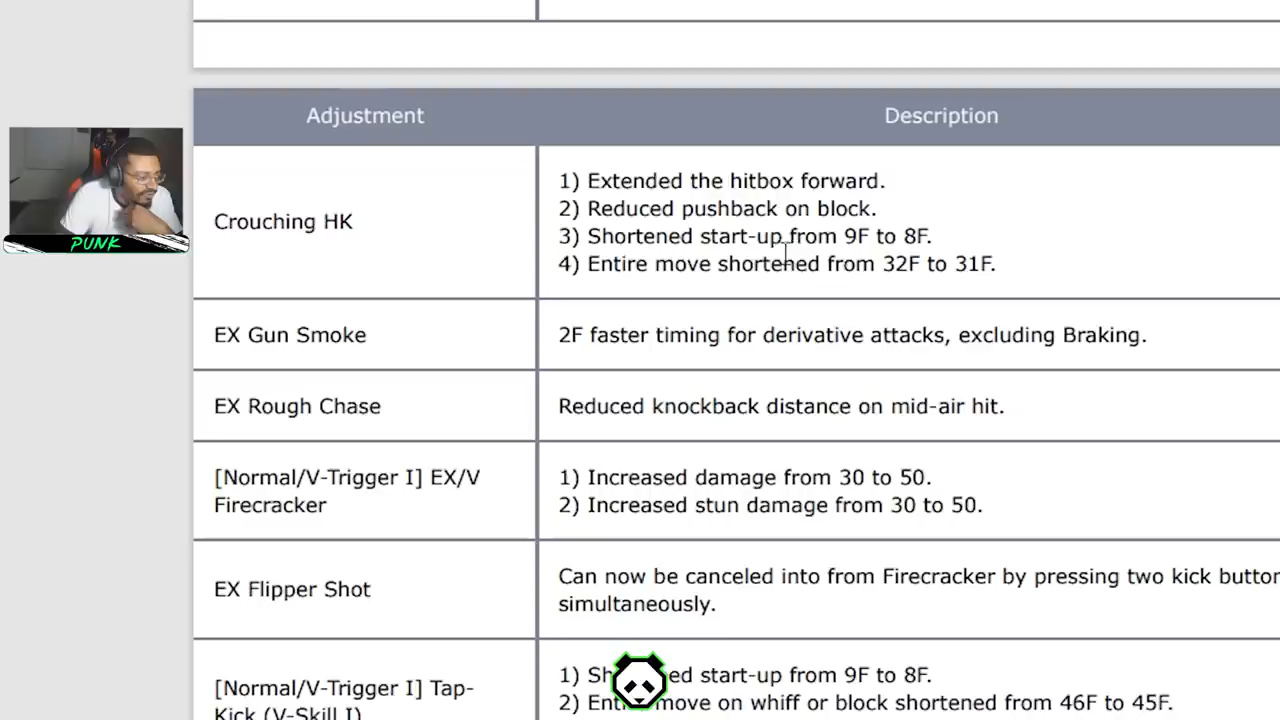 Adjustment
Description
Crouching HK
1) Extended the hitbox forward.
2) Reduced pushback on block.
3) Shortened start-up from 9F to 8F.
4) Entire move shortened from 32F to 31F.
EX Gun Smoke
2F faster timing for derivative attacks, excluding Braking.
EX Rough Chase
Reduced knockback distance on mid-air hit.
[Normal/V-Trigger I] EX/V
Firecracker
1) Increased damage from 30 to 50.
2) Increased stun damage from 30 to 50.
EX Flipper Shot
Can now be canceled into from Firecracker by pressing two kick button
simultaneously.
[Normal/V-Trigger I] Tap-
Kick (V-Skill I)
1) Sh ed start-up from 9F to 8F.
2) Ent move on whiff or block shortened from 46F to 45F.
PUNK